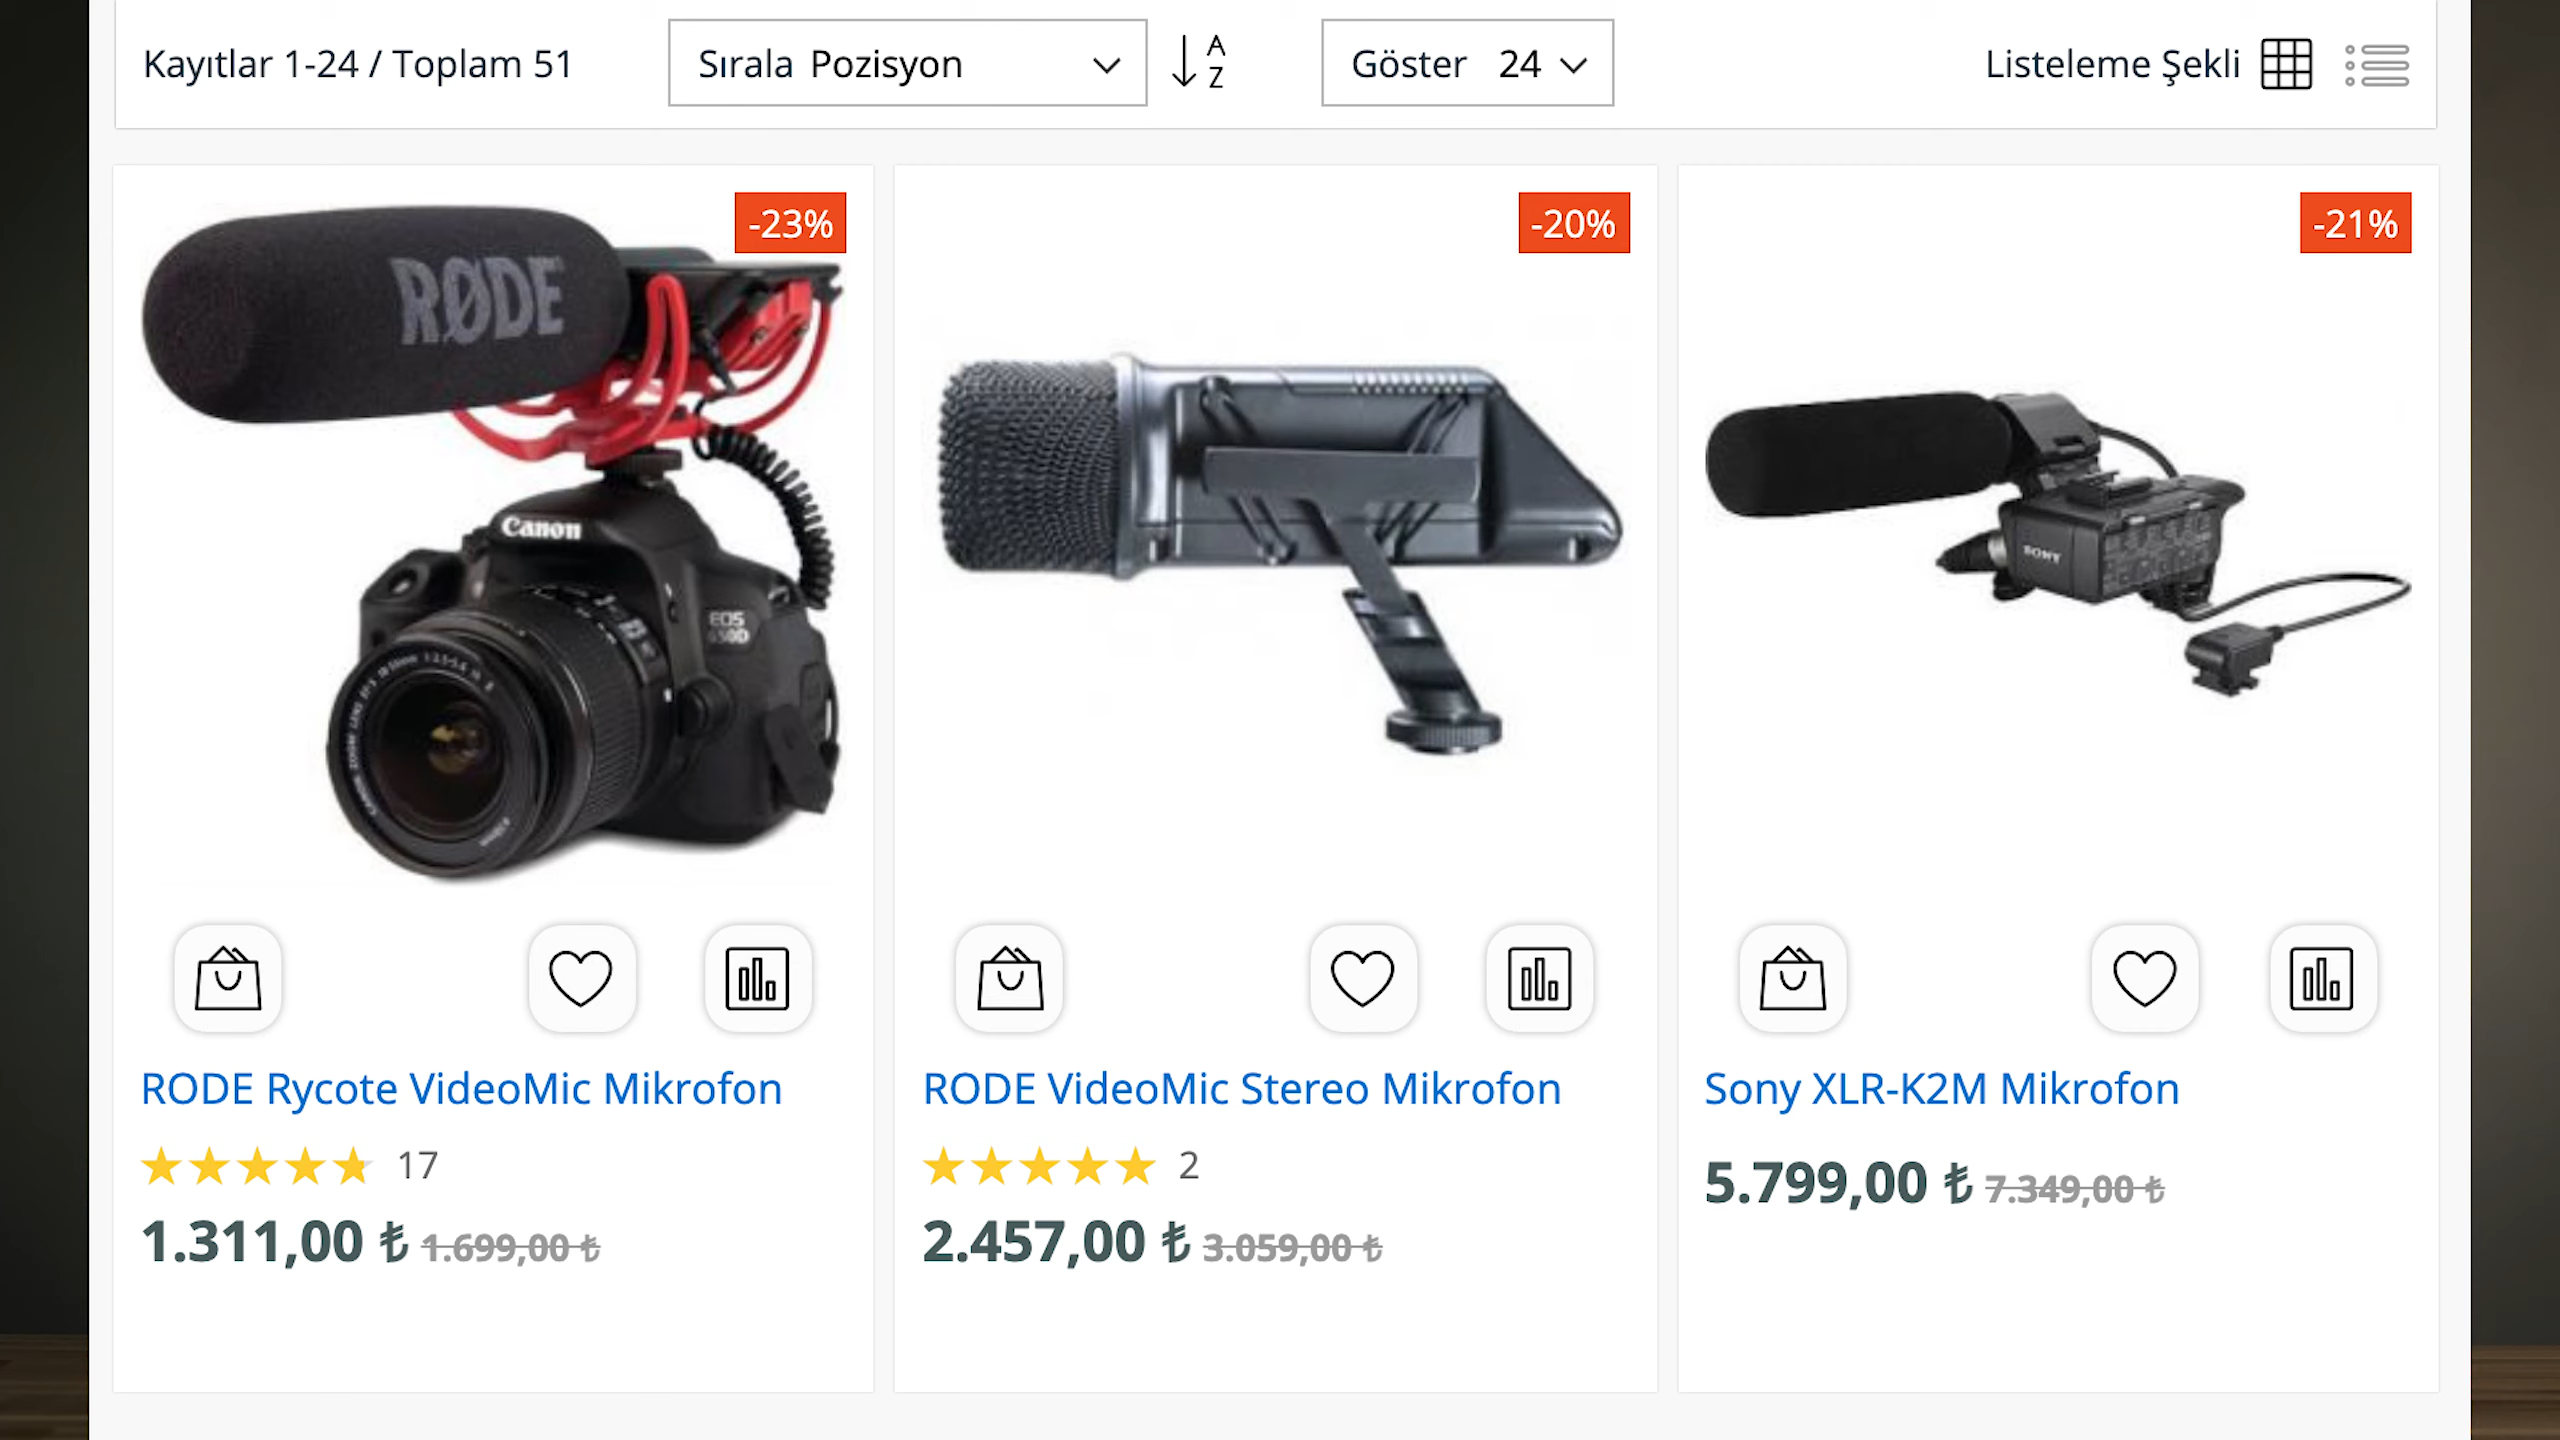 Kayıtlar 1-24 / Toplam 51
Sırala Pozisyon
A
Z
Göster 24
Listeleme Şekli
-23%
RØDE
Canon
EOS
650D
-20%
-21%
SONY
RODE Rycote VideoMic Mikrofon
17
1.311,00 ₺ 1.699,00 ₺
RODE VideoMic Stereo Mikrofon
2
2.457,00 ₺ 3.059,00 ₺
Sony XLR-K2M Mikrofon
5.799,00 ₺ 7.349,00 ₺